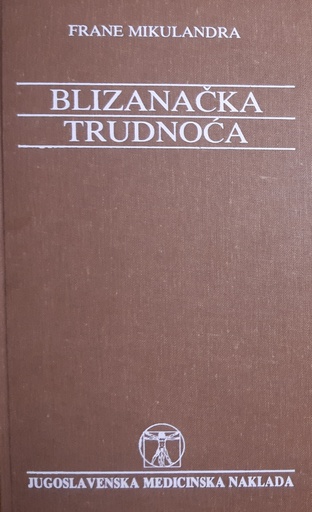 FRANE MIKULANDRA
BLIZANAČKA
TRUDNOĆA
JUGOSLAVENSKA MEDICINSKA NAKLADA